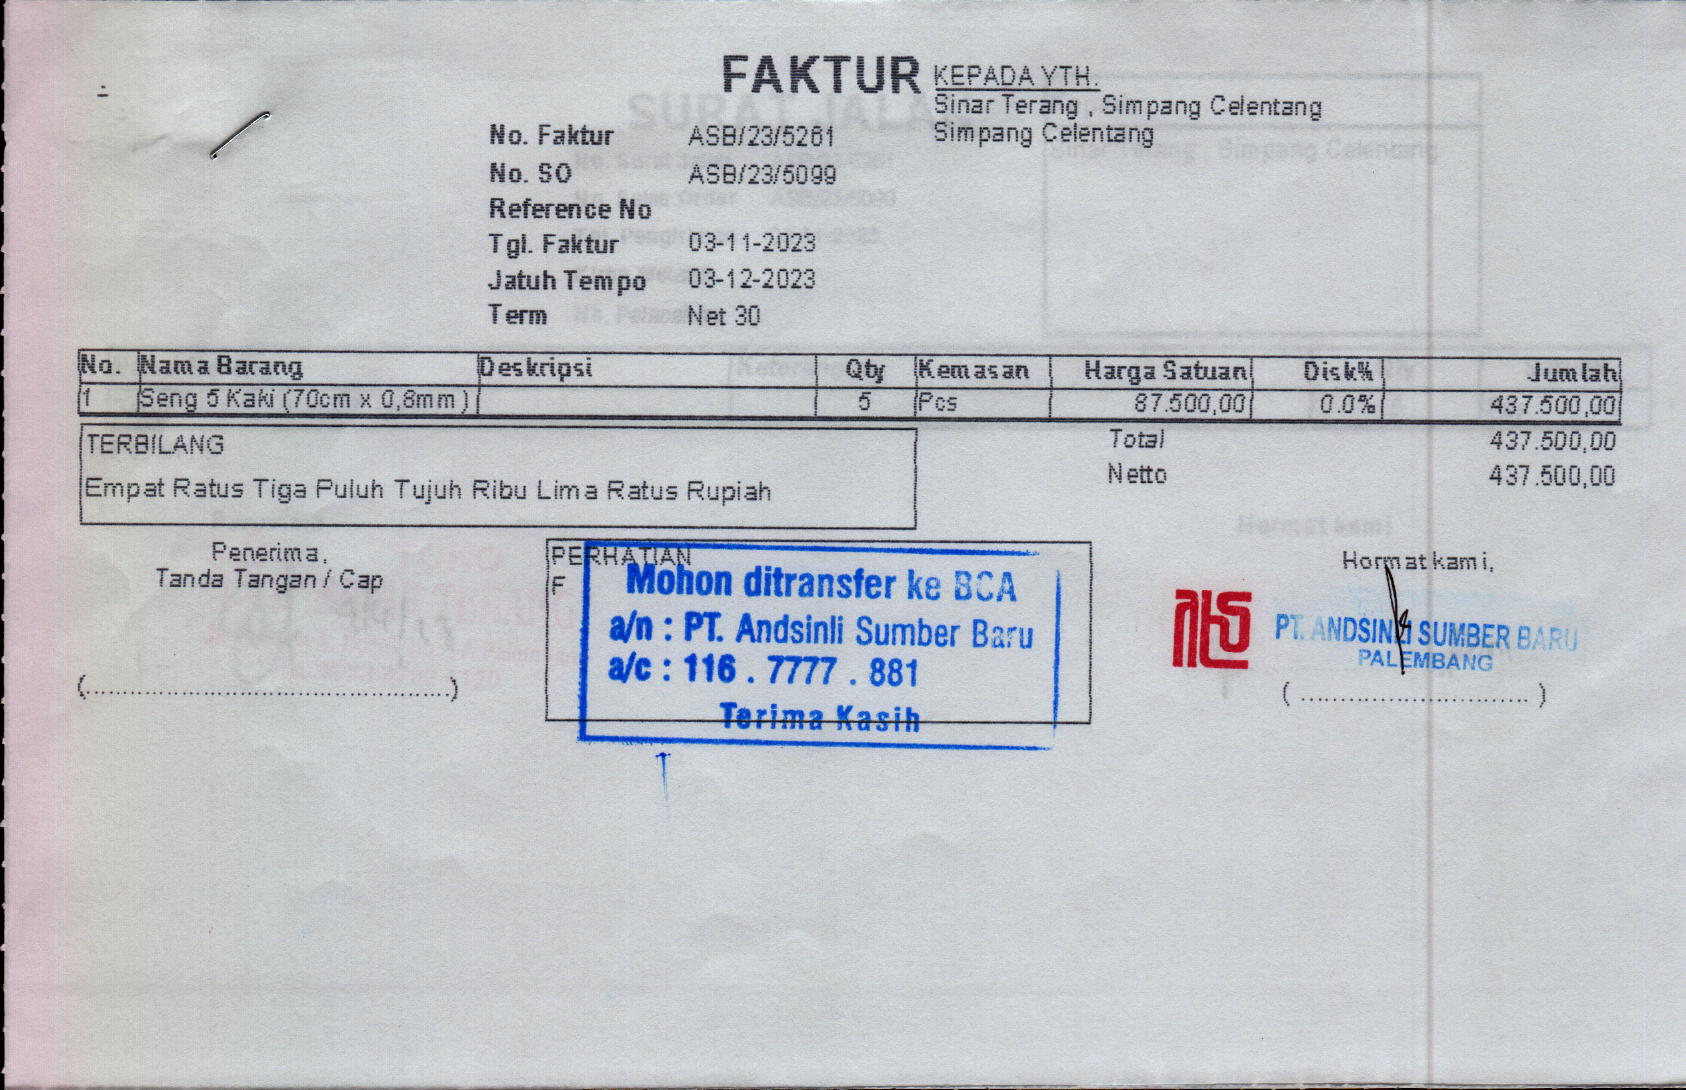 FAKTUR
KEPADA YTH.
Sinar Terang , Simpang Celentang
Simpang Celentang
No. Faktur ASB/23/5261
No. SO ASB/23/5099
Reference No
Tgl. Faktur 03-11-2023
Jatuh Tempo 03-12-2023
Term Net 30
No. Nama Barang Deskripsi Qty Kemasan Harga Satuan Disk% Jumlah
1 Seng 5 Kaki (70cm x 0,8mm ) 5 Pcs 87.500,00 0.0% 437.500,00
TERBILANG
Empat Ratus Tiga Puluh Tujuh Ribu Lima Ratus Rupiah
Total 437.500,00
Netto 437.500,00
Penerima,
Tanda Tangan / Cap
(....................................................)
PERHATIAN
F
Mohon ditransfer ke BCA
a/n : PT. Andsinli Sumber Baru
a/c : 116 . 7777 . 881
Terima Kasih
Hormat kami,
PT. ANDSINLI SUMBER BARU
PALEMBANG
( ................................. )